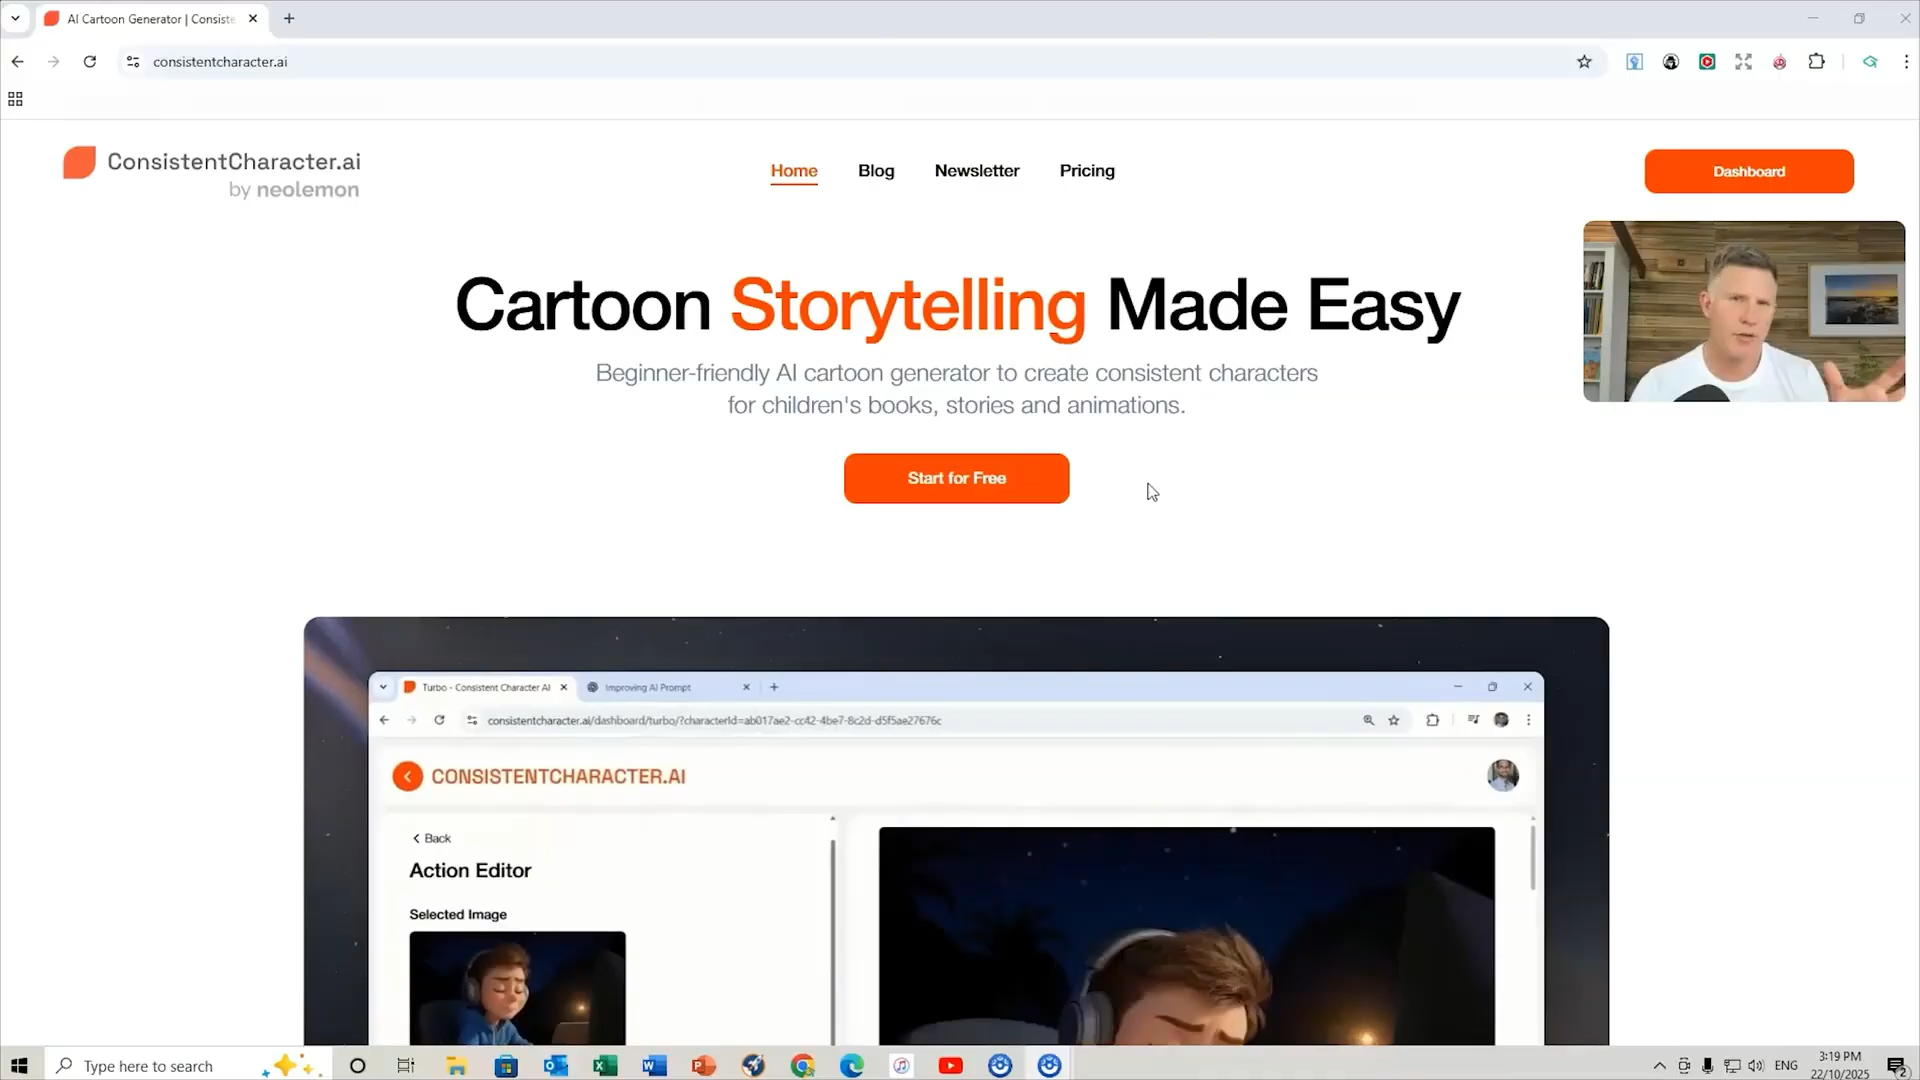 AI Cartoon Generator | Consiste
consistentcharacter.ai
ConsistentCharacter.ai
by neolemon
Home
Blog
Newsletter
Pricing
Dashboard
Cartoon Storytelling Made Easy
Beginner-friendly AI cartoon generator to create consistent characters
for children's books, stories and animations.
Start for Free
Turbo - Consistent Character AI
Improving AI Prompt
consistentcharacter.ai/dashboard/turbo/?characterId=ab017ae2-cc42-4be7-8c2d-d5f5ae27676c
CONSISTENTCHARACTER.AI
Back
Action Editor
Selected Image
Type here to search
ENG
3:19 PM
22/10/2025
2